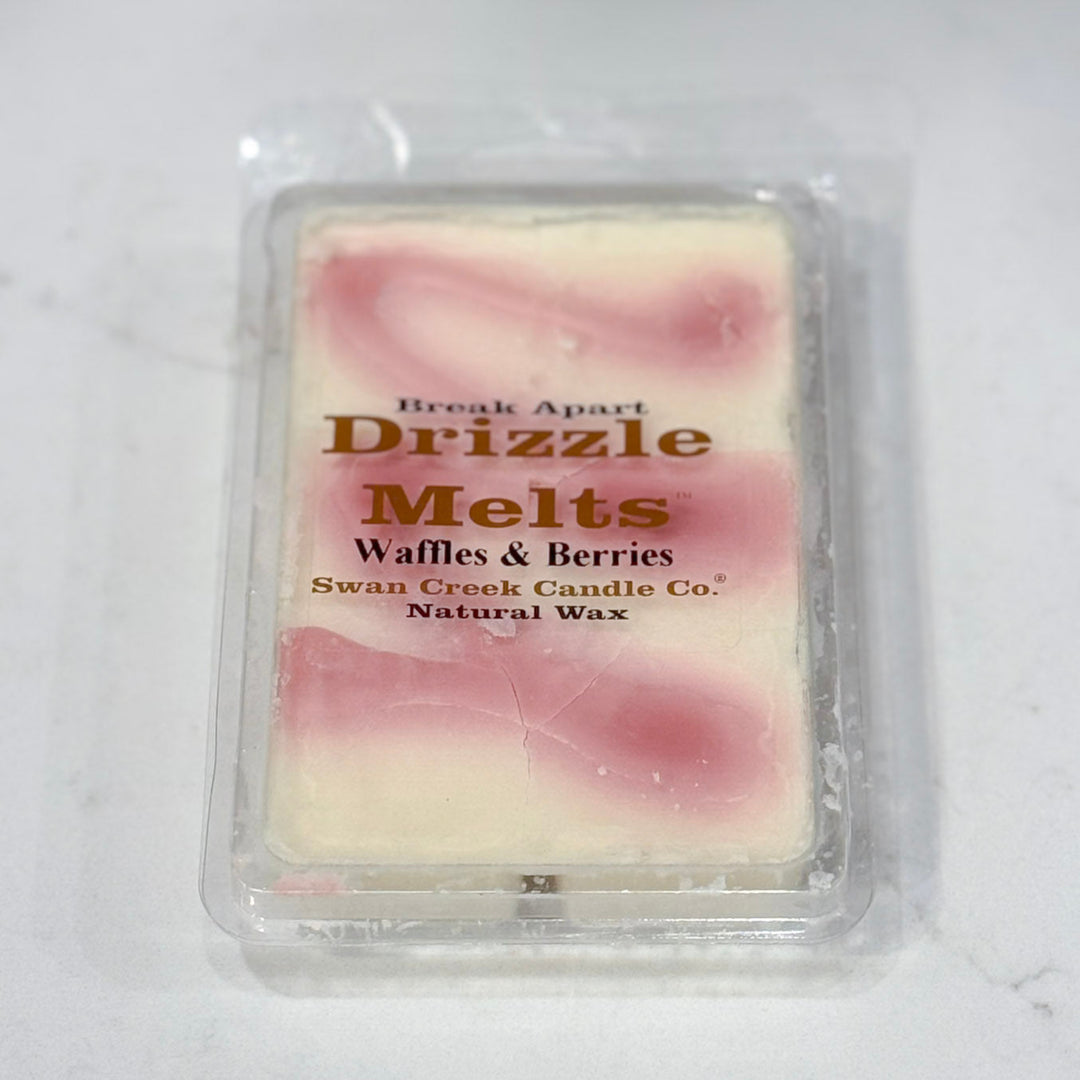 Break Apart
Drizzle
Melts™
Waffles & Berries
Swan Creek Candle Co.®
Natural Wax